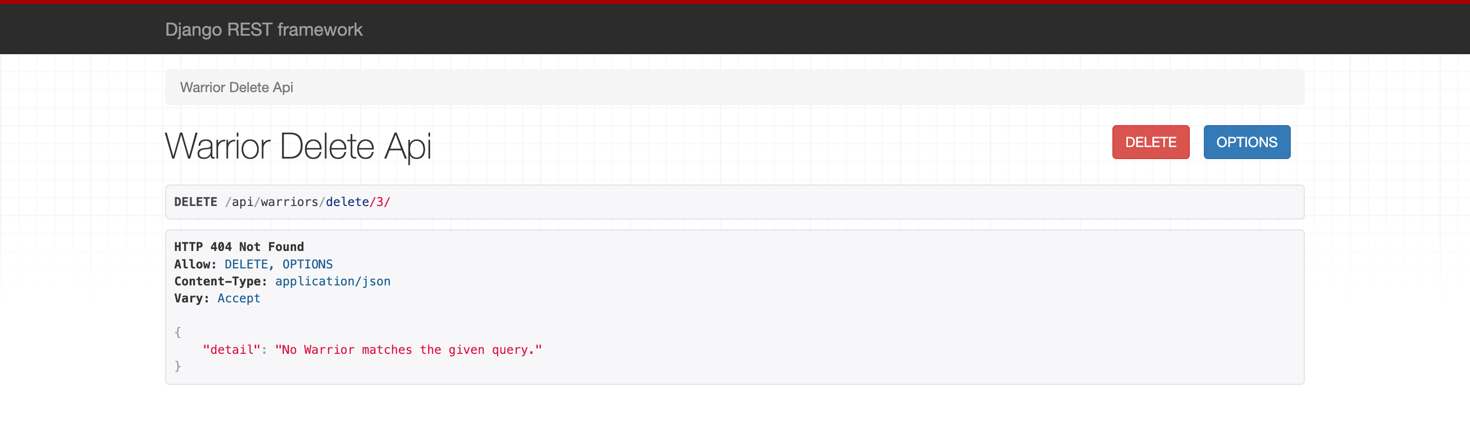 Django REST framework
Warrior Delete Api
Warrior Delete Api
DELETE
OPTIONS
DELETE /api/warriors/delete/3/
HTTP 404 Not Found
Allow: DELETE, OPTIONS
Content-Type: application/json
Vary: Accept
{
    "detail": "No Warrior matches the given query."
}